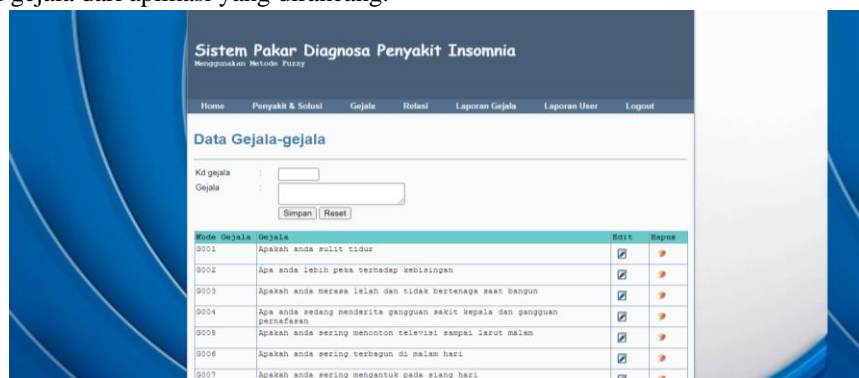 gejala dari aplikasi yang dirancang.
Sistem Pakar Diagnosa Penyakit Insomnia
Menggunakan Metode Fuzzy
Home Penyakit & Solusi Gejala Relasi Laporan Gejala Laporan User Logout
Data Gejala-gejala
Kd gejala :
Gejala :
Simpan Reset
Kode Gejala Gejala Edit Hapus
G001 Apakah anda sulit tidur
G002 Apa anda lebih peka terhadap kebisingan
G003 Apakah anda merasa lelah dan tidak bertenaga saat bangun
G004 Apa anda sedang menderita gangguan sakit kepala dan gangguan
pernafasan
G005 Apakah anda sering menonton televisi sampai larut malam
G006 Apakah anda sering terbagun di malam hari
G007 Apakah anda sering mengantuk pada siang hari